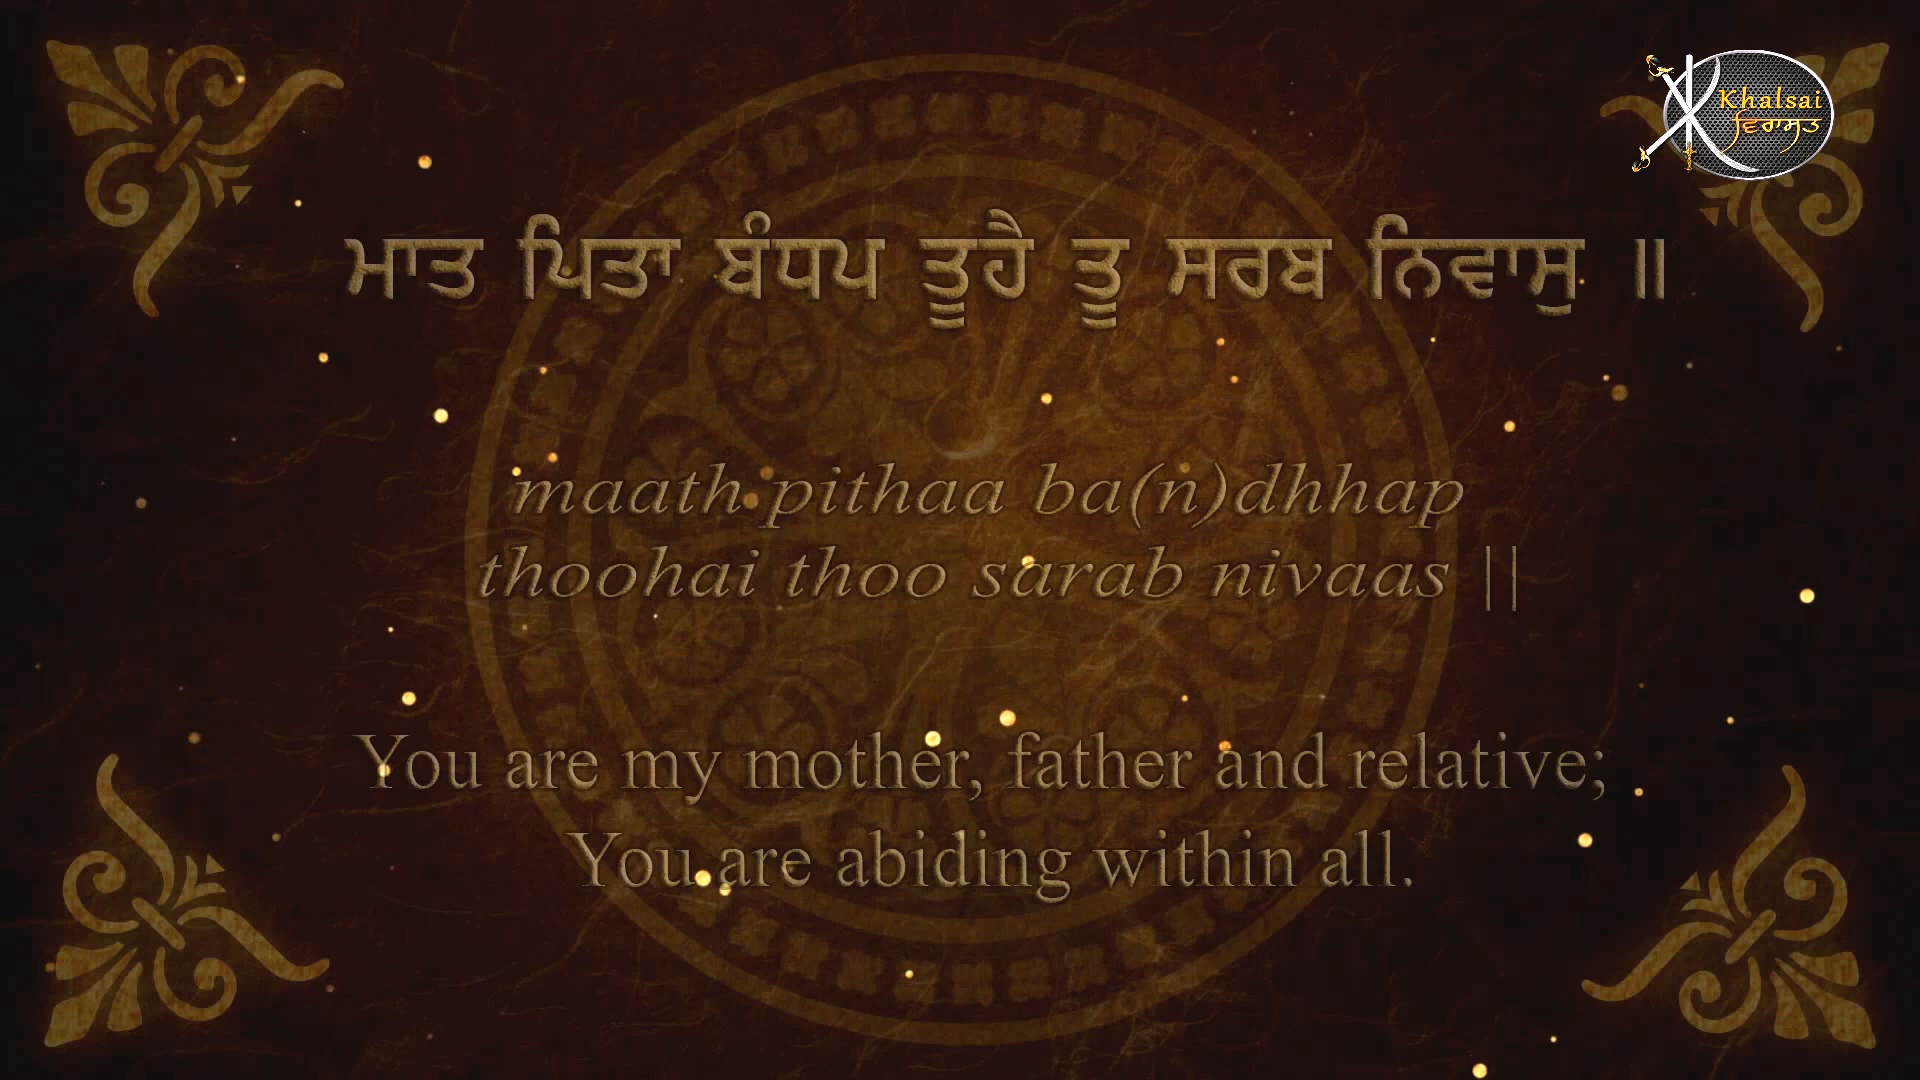 Khalsai
ਵਿਰਾਸਤ
ਮਾਤ ਪਿਤਾ ਬੰਧਪ ਤੂਹੈ ਤੂ ਸਰਬ ਨਿਵਾਸੁ ॥
maath pithaa ba(n)dhhap
thoohai thoo sarab nivaas ||
You are my mother, father and relative;
You are abiding within all.